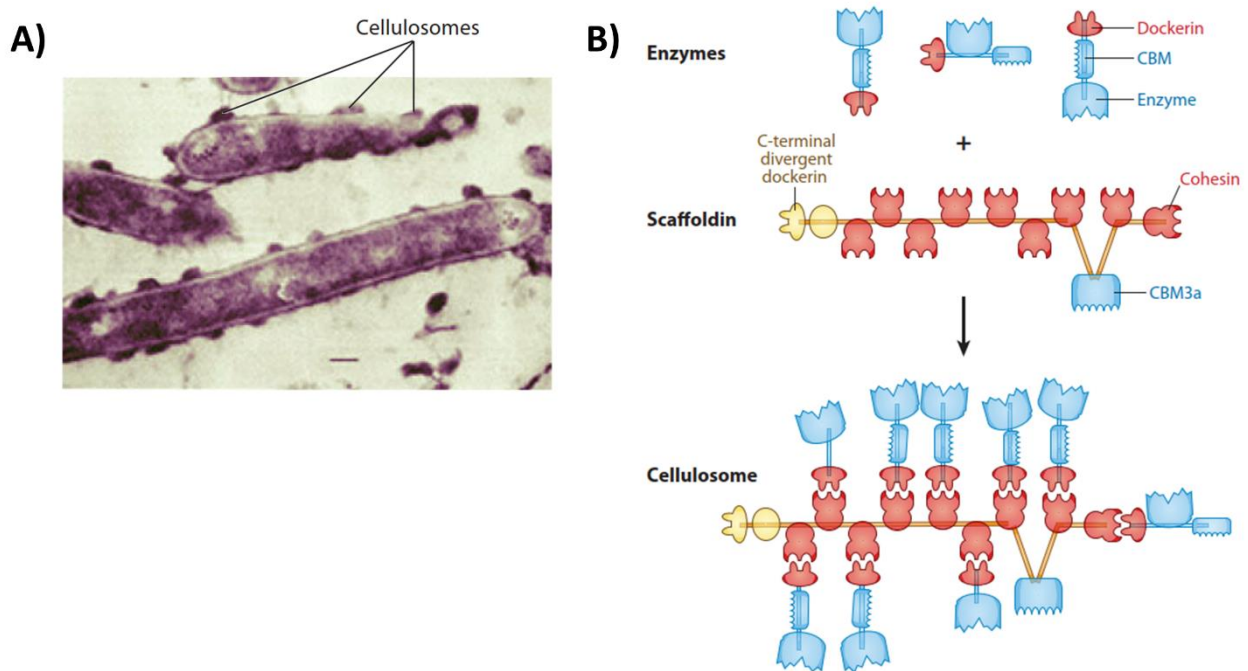 A)
Cellulosomes
B)
Enzymes
Dockerin
CBM
Enzyme
+
C-terminal
divergent
dockerin
Cohesin
Scaffoldin
CBM3a
Cellulosome